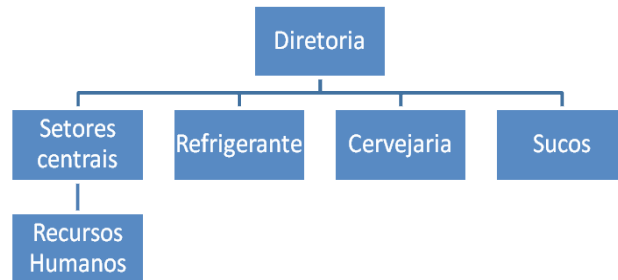 Diretoria
Setores
centrais
Refrigerante
Cervejaria
Sucos
Recursos
Humanos